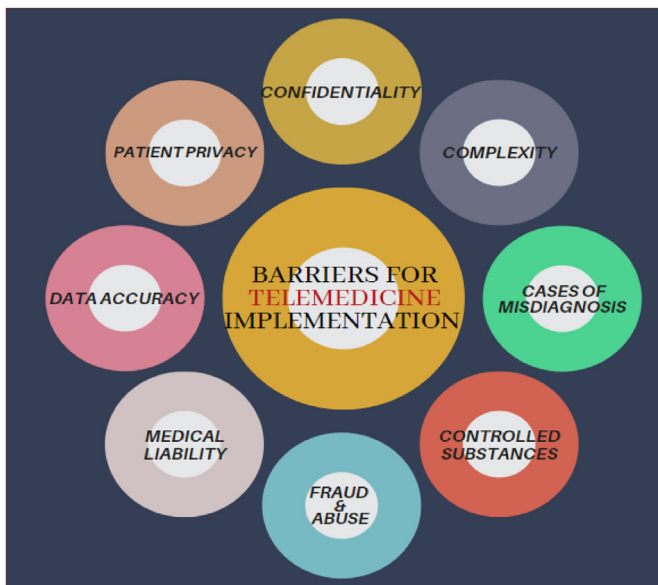 CONFIDENTIALITY
PATIENT PRIVACY
COMPLEXITY
BARRIERS FOR
TELEMEDICINE
IMPLEMENTATION
DATA ACCURACY
CASES OF
MISDIAGNOSIS
MEDICAL
LIABILITY
CONTROLLED
SUBSTANCES
FRAUD
&
ABUSE